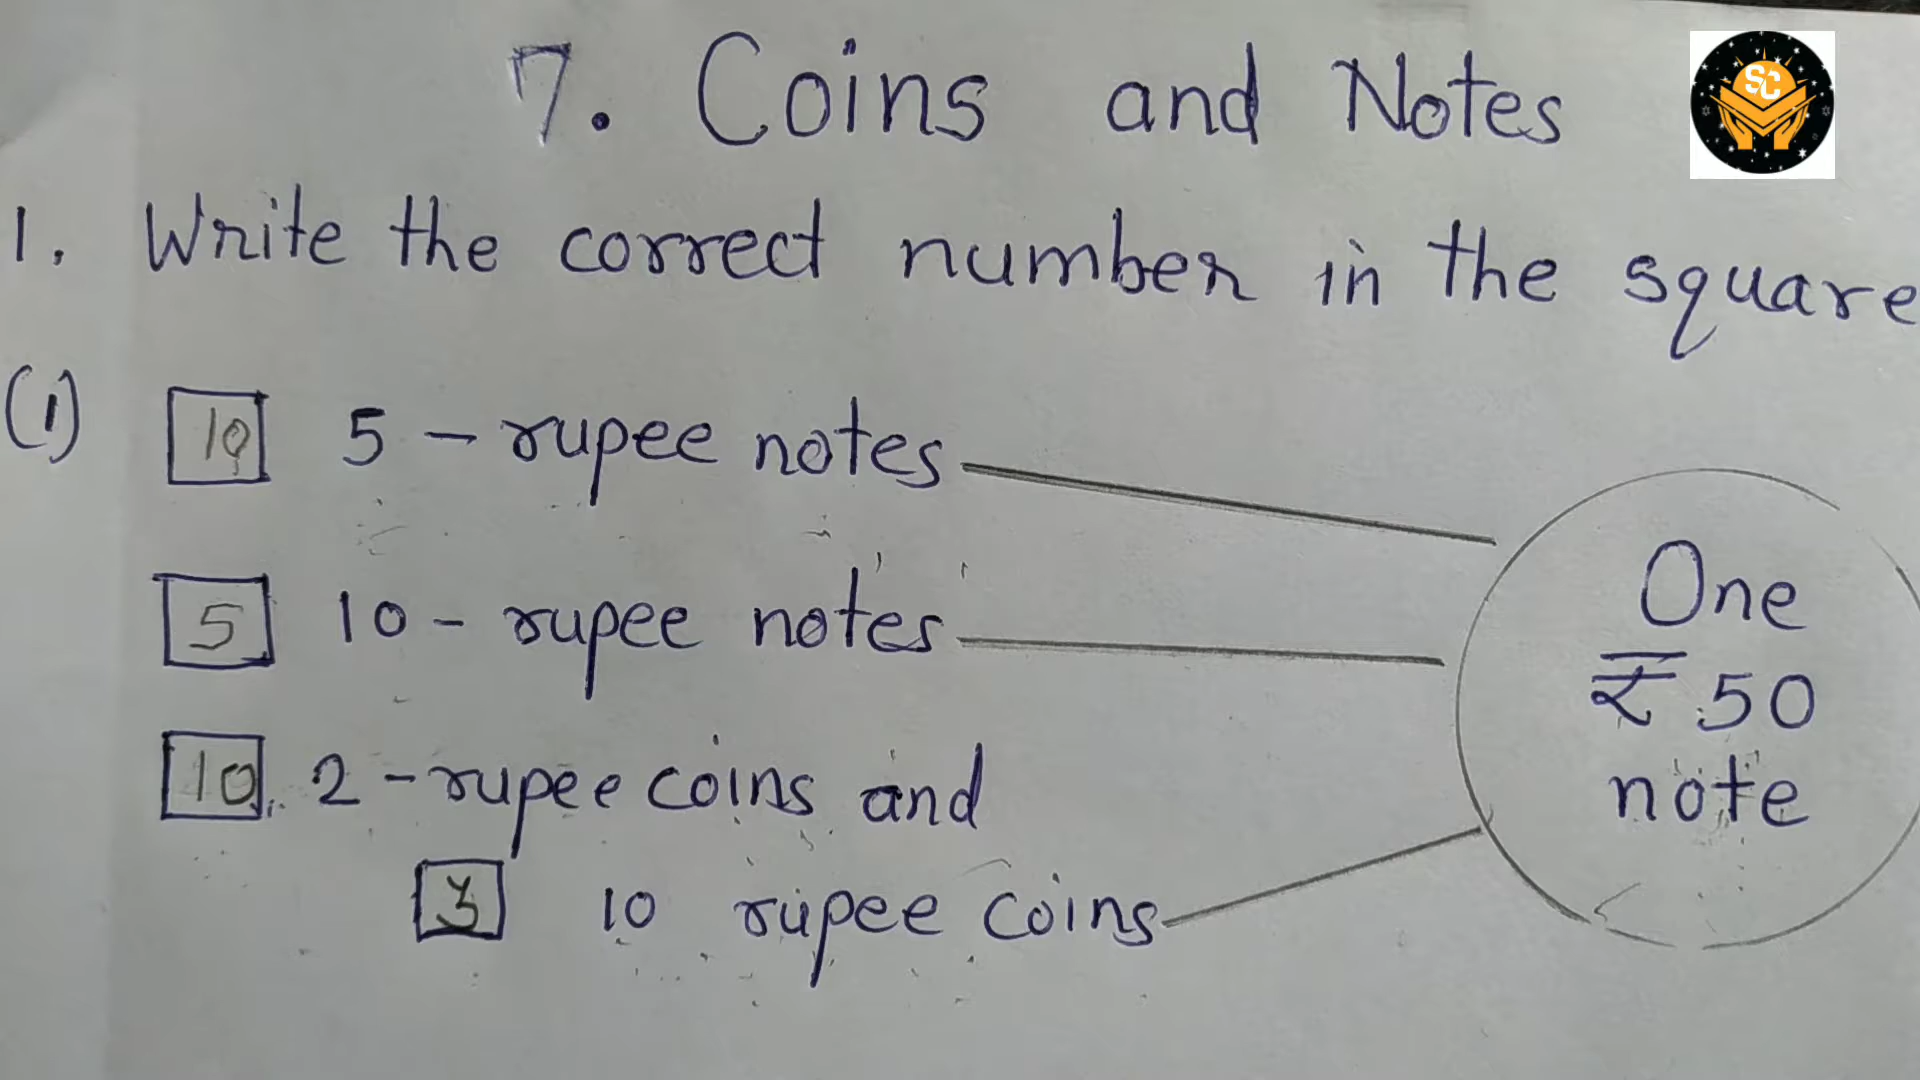 7. Coins and Notes
SC
1. Write the correct number in the square
(1) 10 5 - rupee notes
5 10 - rupee notes
10 2 - rupee coins and
3 10 rupee coins
One
₹ 50
note